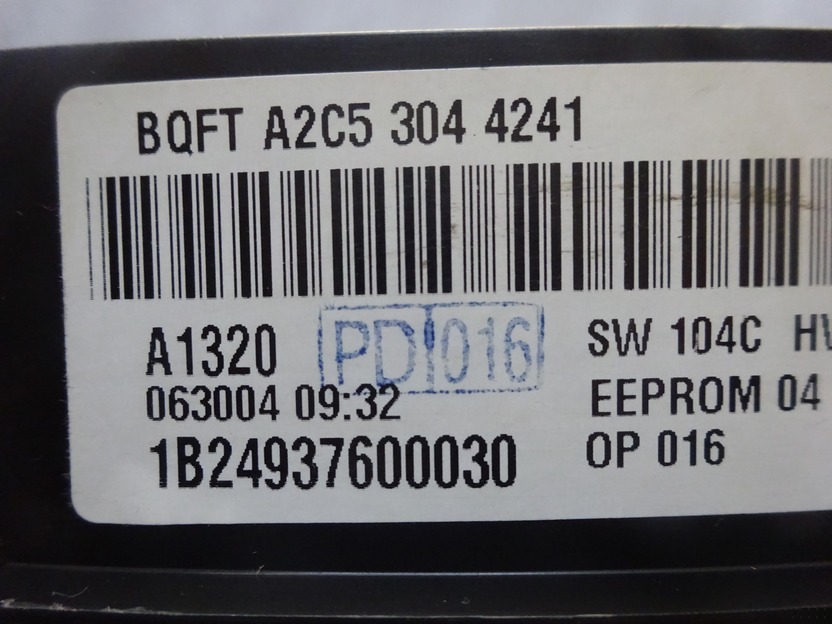 BQFT A2C5 304 4241
A1320
PD 016
SW 104C
063004 09:32
EEPROM 04
1B24937600030
OP 016